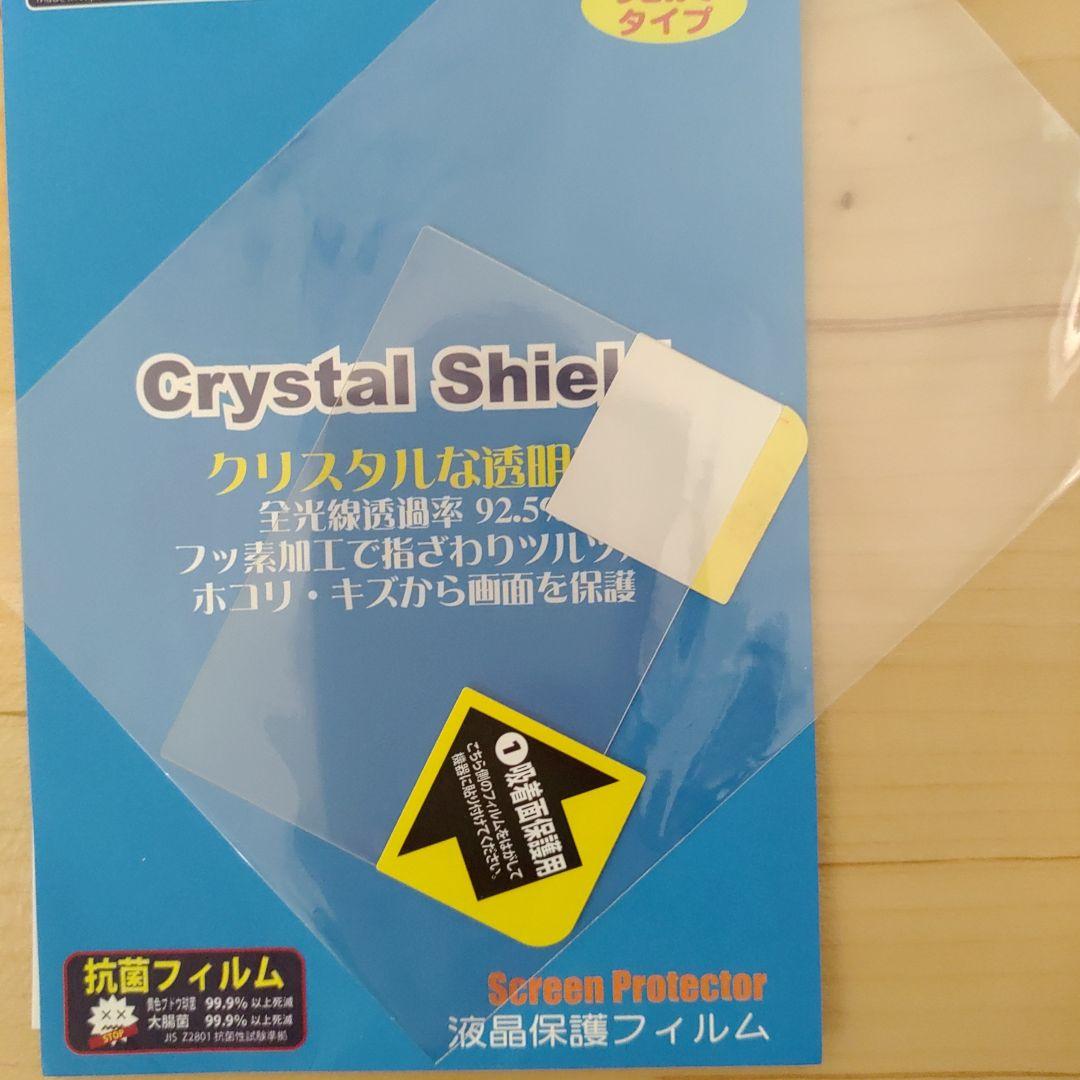 タイプ
Crystal Shiel
クリスタルな透明
全光線透過率 92.5%
フッ素加工で指ざわりツルツル
ホコリ・キズから画面を保護
1 吸着面保護用
こちら側のフィルムをはがして
機器に貼り付けてください。
抗菌フィルム
黄色ブドウ球菌 99.9% 以上死滅
大腸菌 99.9% 以上死滅
STOP
JIS Z2801 抗菌性試験準拠
Screen Protector
液晶保護フィルム